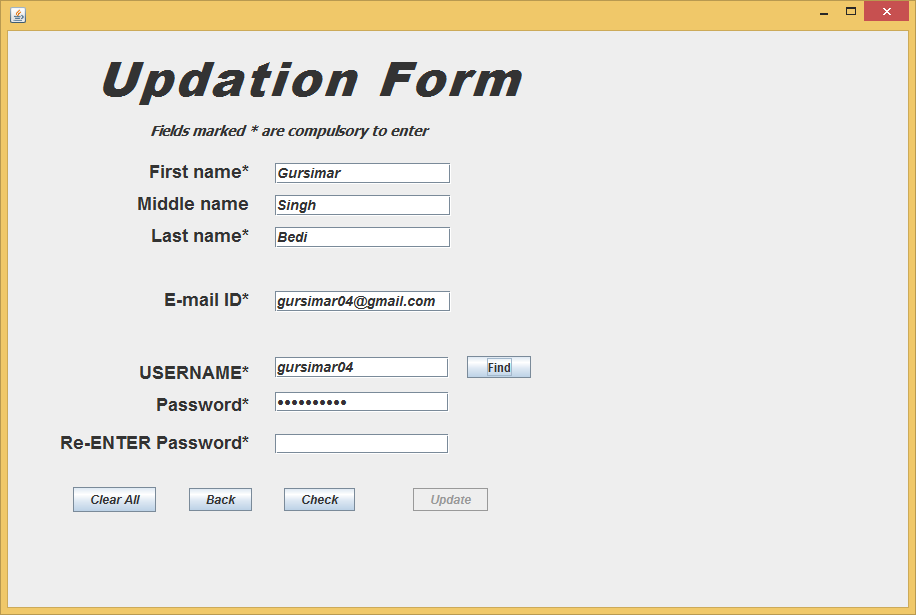 Updation Form
Fields marked * are compulsory to enter
First name* Gursimar
Middle name Singh
Last name* Bedi
E-mail ID* gursimar04@gmail.com
USERNAME* gursimar04 Find
Password* ••••••••••
Re-ENTER Password*
Clear All Back Check Update